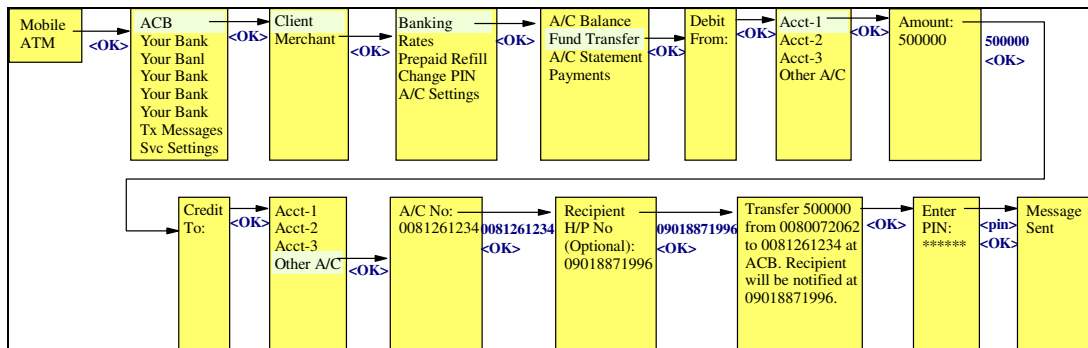 Mobile
ATM
<OK>
ACB
Your Bank
Your Banl
Your Bank
Your Bank
Your Bank
Tx Messages
Svc Settings
<OK>
Client
Merchant
<OK>
Banking
Rates
Prepaid Refill
Change PIN
A/C Settings
<OK>
A/C Balance
Fund Transfer
A/C Statement
Payments
<OK>
Debit
From:
<OK>
Acct-1
Acct-2
Acct-3
Other A/C
<OK>
Amount:
500000
500000
<OK>
Credit
To:
<OK>
Acct-1
Acct-2
Acct-3
Other A/C
<OK>
A/C No:
0081261234
0081261234
<OK>
Recipient
H/P No
(Optional):
09018871996
09018871996
<OK>
Transfer 500000
from 0080072062
to 0081261234 at
ACB. Recipient
will be notified at
09018871996.
<OK>
Enter
PIN:
******
<pin>
<OK>
Message
Sent